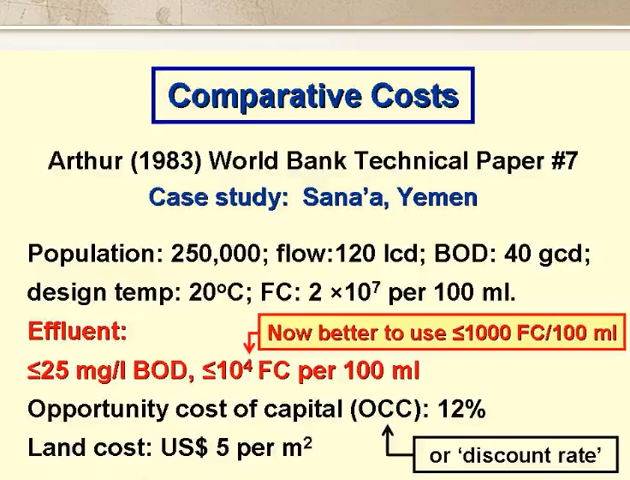 Comparative Costs
Arthur (1983) World Bank Technical Paper #7
Case study: Sana'a, Yemen
Population: 250,000; flow:120 lcd; BOD: 40 gcd;
design temp: 20°C; FC: 2 ×10⁷ per 100 ml.
Effluent:
Now better to use ≤1000 FC/100 ml
≤25 mg/l BOD, ≤10⁴ FC per 100 ml
Opportunity cost of capital (OCC): 12%
Land cost: US$ 5 per m²
or 'discount rate'